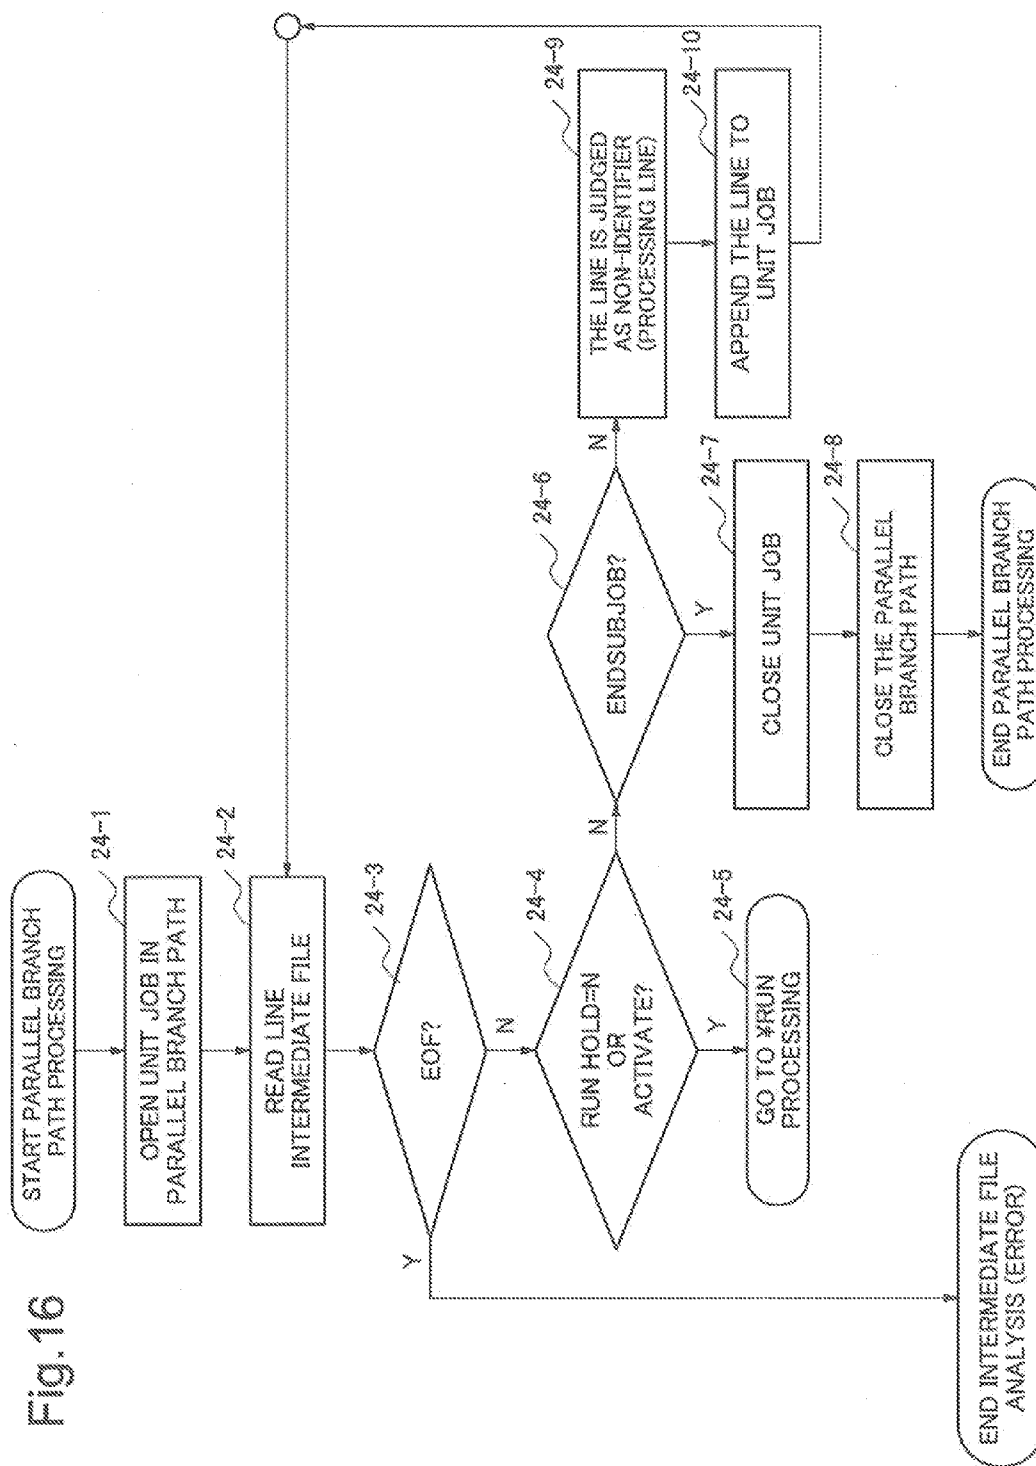 Fig.16
START PARALLEL BRANCH
PATH PROCESSING
24-1
OPEN UNIT JOB IN
PARALLEL BRANCH PATH
24-2
READ LINE
INTERMEDIATE FILE
24-3
EOF?
Y
N
24-4
RUN HOLD=N
OR
ACTIVATE?
N
Y
24-5
GO TO ¥RUN
PROCESSING
END INTERMEDIATE FILE
ANALYSIS (ERROR)
24-6
ENDSUBJOB?
N
Y
24-7
CLOSE UNIT JOB
24-8
CLOSE THE PARALLEL
BRANCH PATH
END PARALLEL BRANCH
PATH PROCESSING
24-9
THE LINE IS JUDGED
AS NON-IDENTIFIER
(PROCESSING LINE)
24-10
APPEND THE LINE TO
UNIT JOB